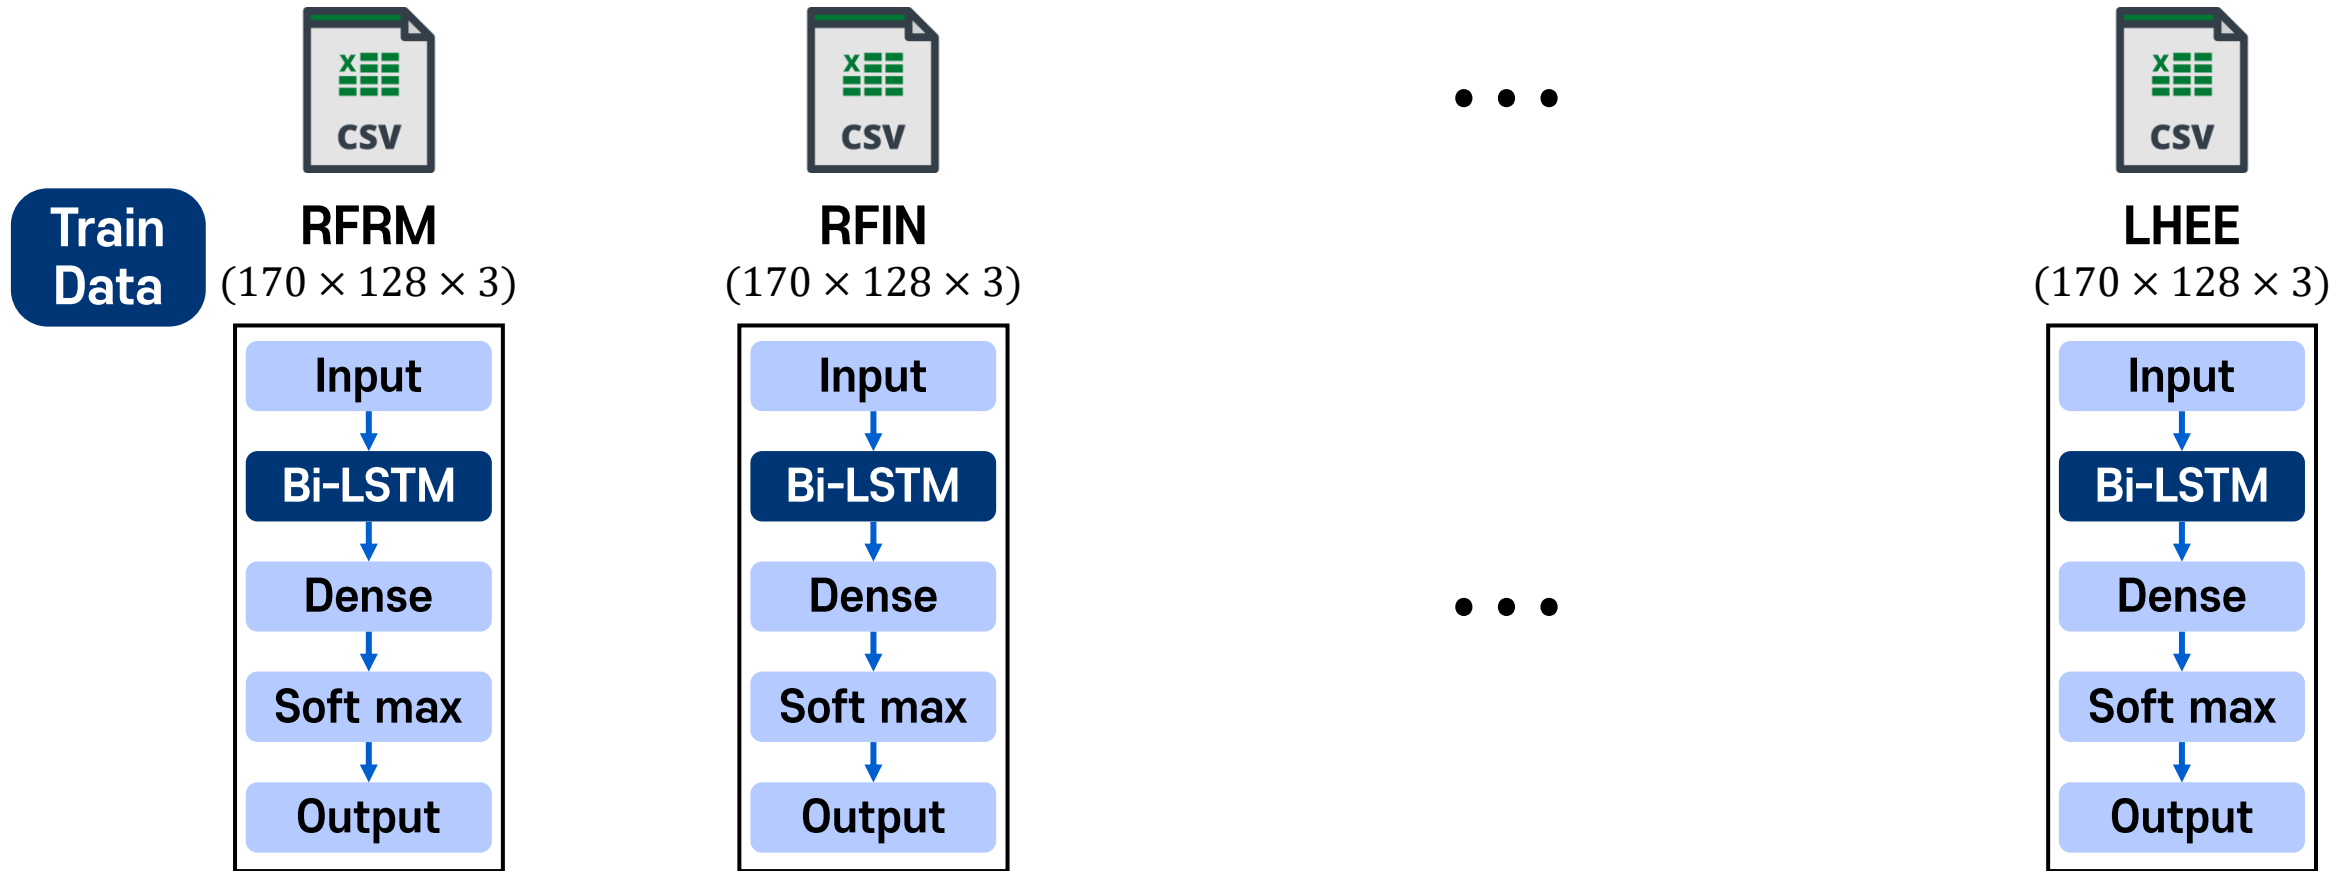 X
CSV
X
CSV
X
CSV
Train
Data
RFRM
(170 × 128 × 3)
RFIN
(170 × 128 × 3)
LHEE
(170 × 128 × 3)
• • •
Input
Bi-LSTM
Dense
Soft max
Output
Input
Bi-LSTM
Dense
Soft max
Output
• • •
Input
Bi-LSTM
Dense
Soft max
Output